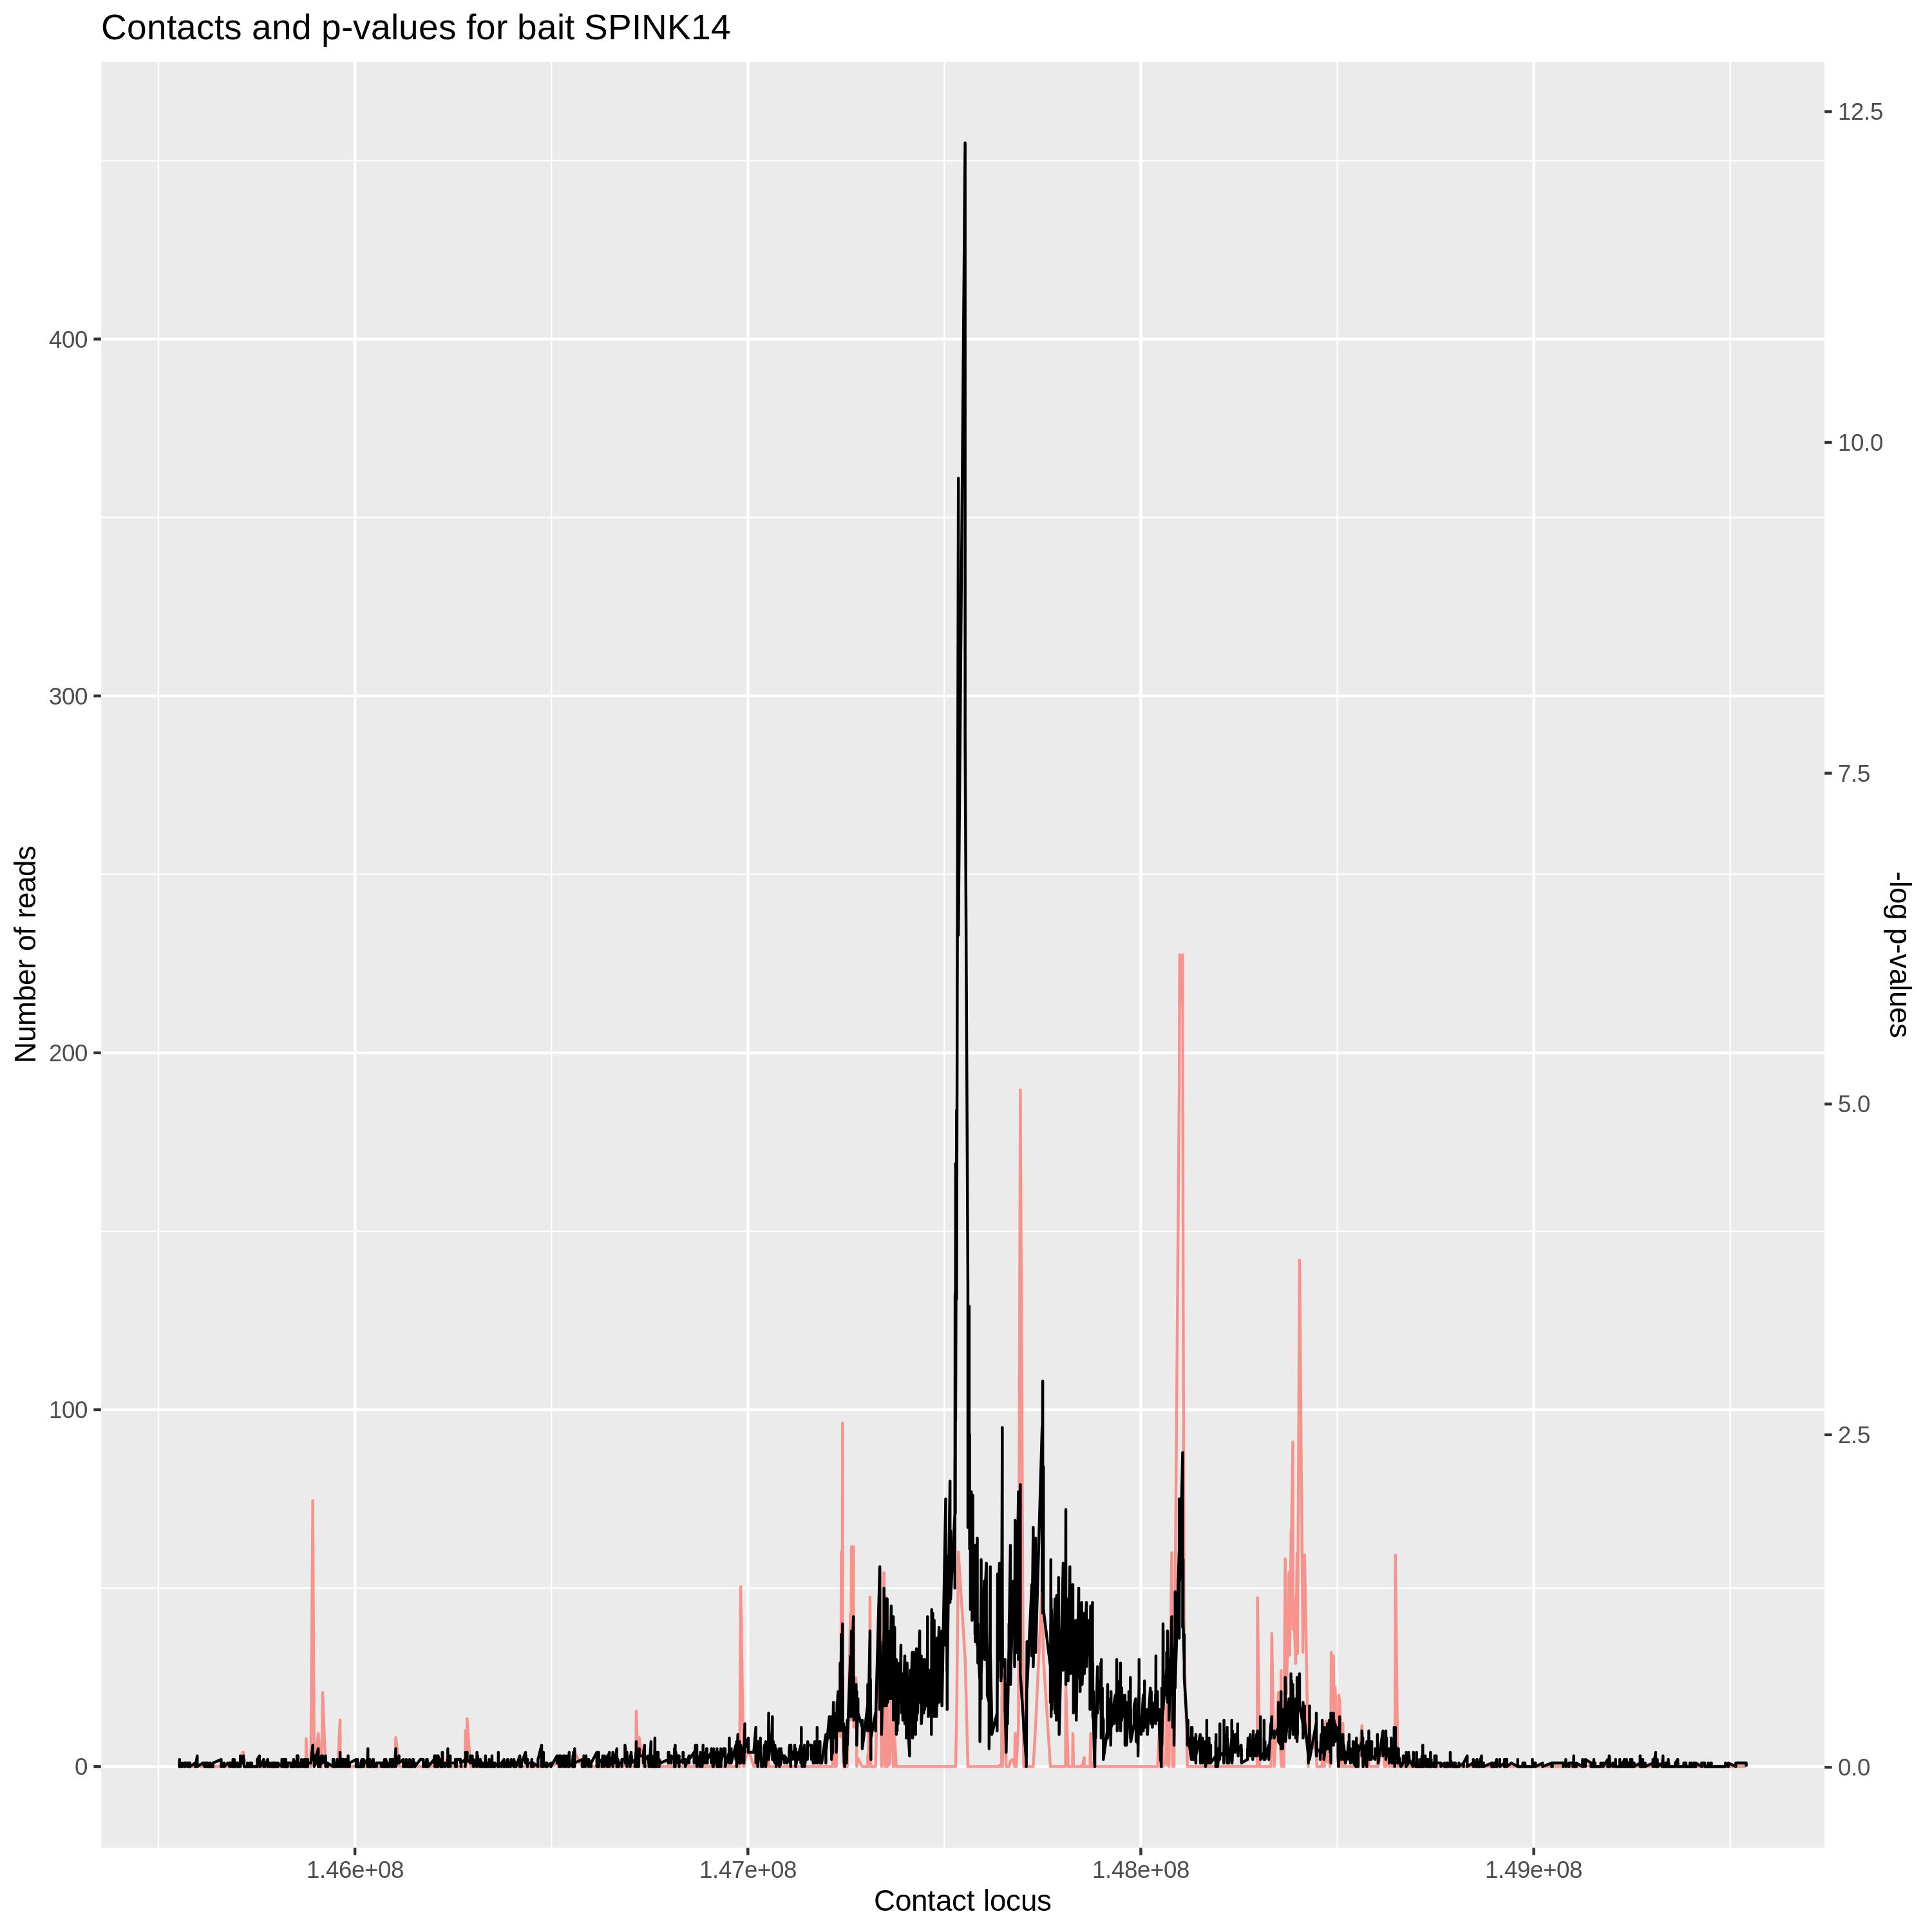 Contacts and p-values for bait SPINK14
12.5
10.0
7.5
5.0
2.5
0.0
400
300
200
100
0
Number of reads
-log p-values
1.46e+08
1.47e+08
1.48e+08
1.49e+08
Contact locus